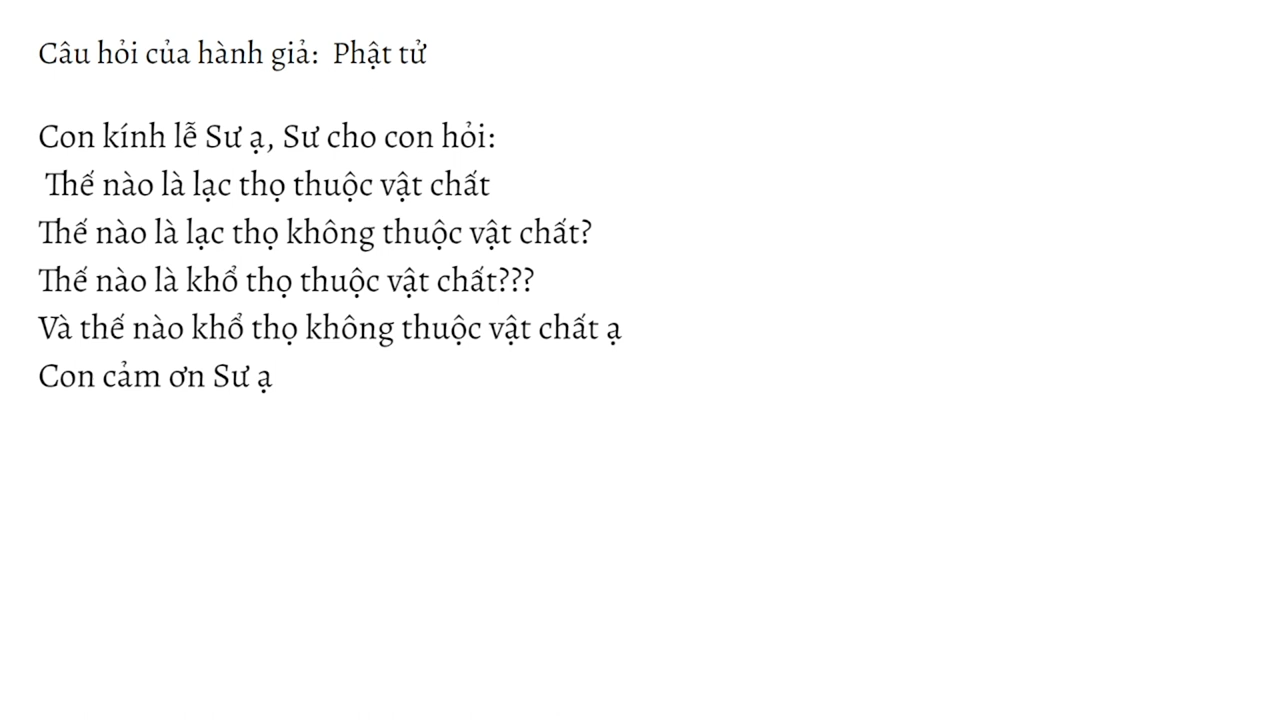 Câu hỏi của hành giả: Phật tử
Con kính lễ Sư ạ, Sư cho con hỏi:
Thế nào là lạc thọ thuộc vật chất
Thế nào là lạc thọ không thuộc vật chất?
Thế nào là khổ thọ thuộc vật chất???
Và thế nào khổ thọ không thuộc vật chất ạ
Con cảm ơn Sư ạ